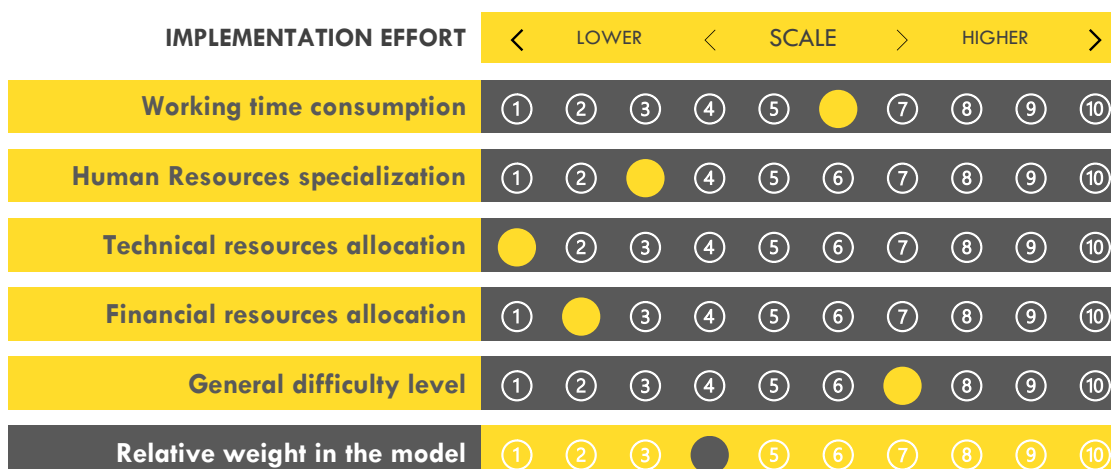 IMPLEMENTATION EFFORT < LOWER < SCALE > HIGHER >
Working time consumption 1 2 3 4 5 7 8 9 10
Human Resources specialization 1 2 4 5 6 7 8 9 10
Technical resources allocation 2 3 4 5 6 7 8 9 10
Financial resources allocation 1 3 4 5 6 7 8 9 10
General difficulty level 1 2 3 4 5 6 8 9 10
Relative weight in the model 1 2 3 5 6 7 8 9 10